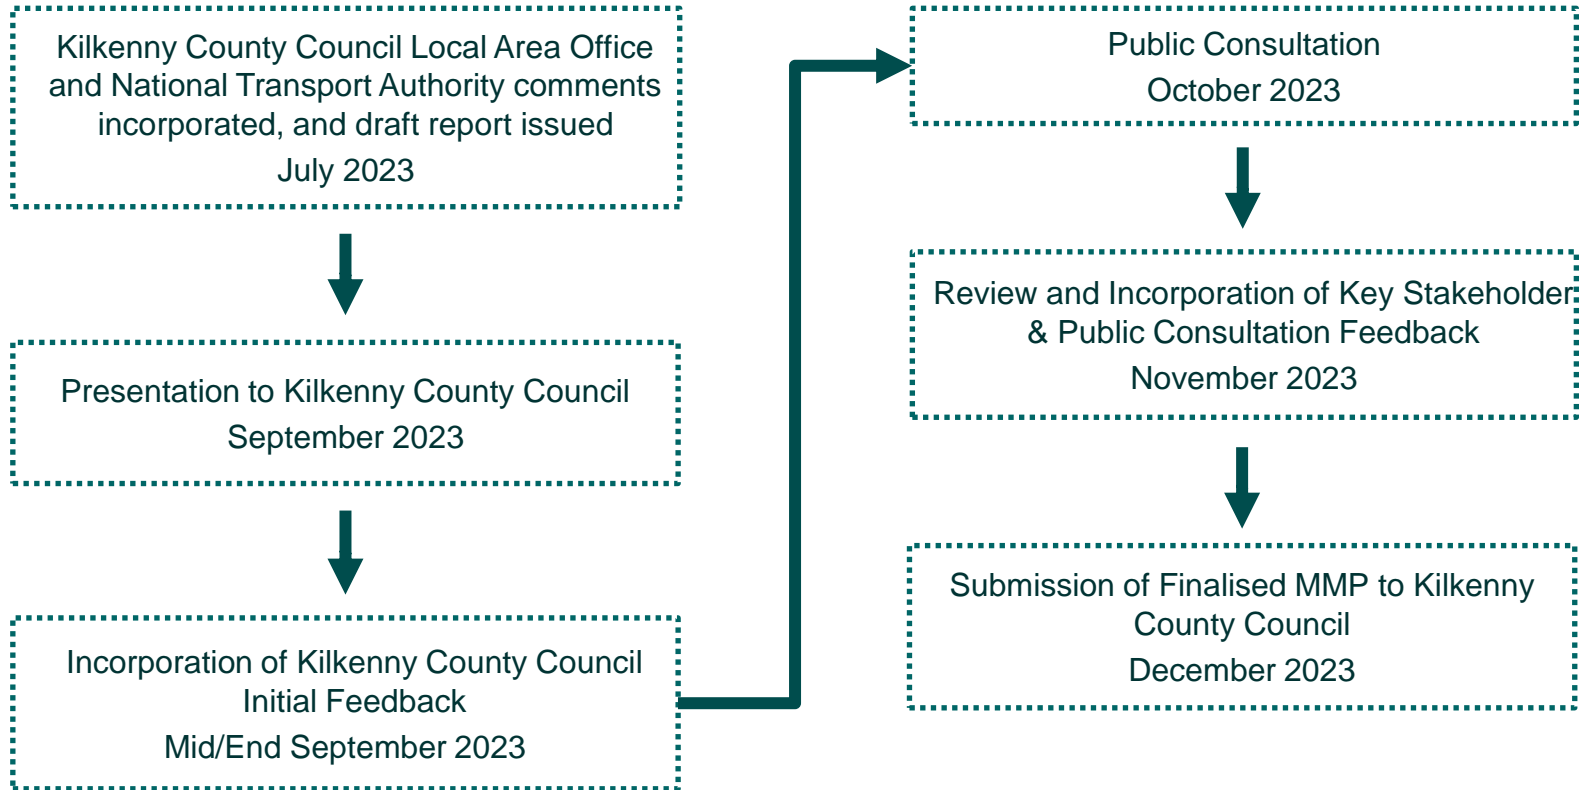 Kilkenny County Council Local Area Office
and National Transport Authority comments
incorporated, and draft report issued
July 2023
Presentation to Kilkenny County Council
September 2023
Incorporation of Kilkenny County Council
Initial Feedback
Mid/End September 2023
Public Consultation
October 2023
Review and Incorporation of Key Stakeholder
& Public Consultation Feedback
November 2023
Submission of Finalised MMP to Kilkenny
County Council
December 2023